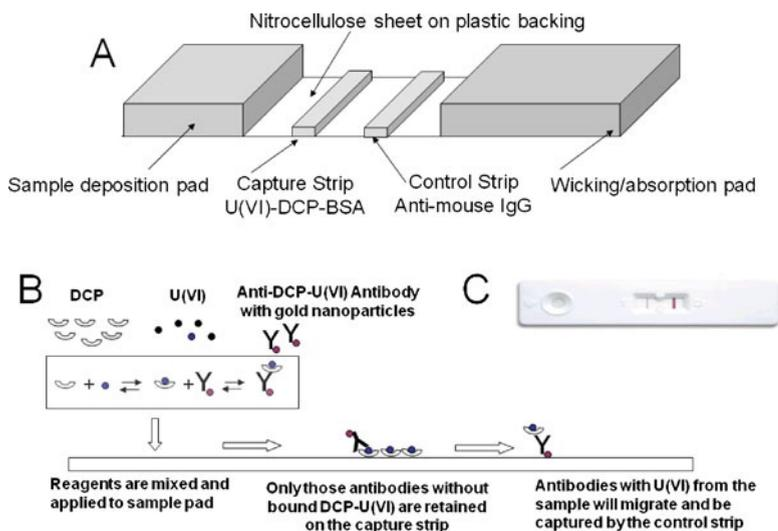 Nitrocellulose sheet on plastic backing
A
Sample deposition pad
Capture Strip
U(VI)-DCP-BSA
Control Strip
Anti-mouse IgG
Wicking/absorption pad
B
DCP
U(VI)
Anti-DCP-U(VI) Antibody
with gold nanoparticles
C
+
+
Reagents are mixed and
applied to sample pad
Only those antibodies without
bound DCP-U(VI) are retained
on the capture strip
Antibodies with U(VI) from the
sample will migrate and be
captured by the control strip